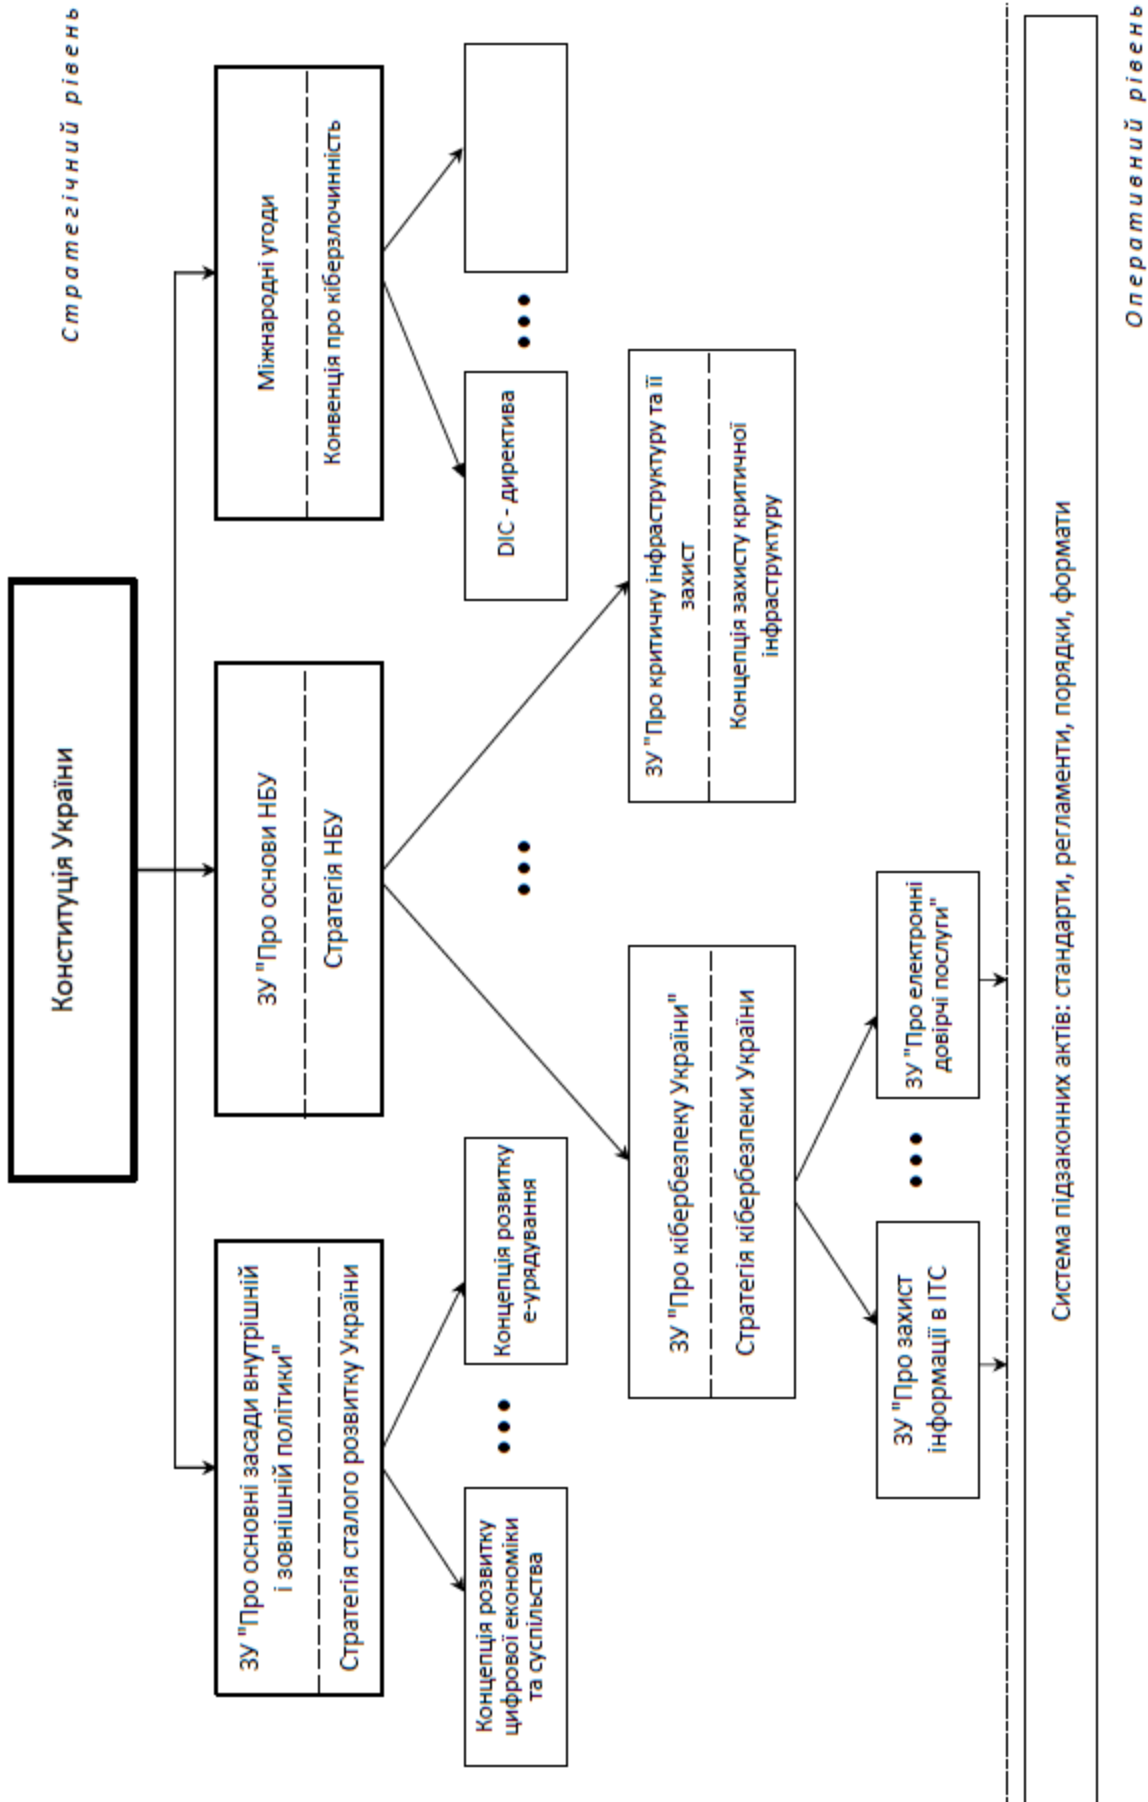 Стратегічний рівень
Конституція України
ЗУ "Про основні засади внутрішній
і зовнішній політики"
Стратегія сталого розвитку України
ЗУ "Про основи НБУ
Стратегія НБУ
Міжнародні угоди
Конвенція про кіберзлочинність
Концепція розвитку
цифрової економіки
та суспільства
Концепція розвитку
е-урядування
DIC - директива
ЗУ "Про кібербезпеку України"
Стратегія кібербезпеки України
ЗУ "Про критичну інфраструктуру та її
захист
Концепція захисту критичної
інфраструктуру
ЗУ "Про захист
інформації в ІТС
ЗУ "Про електронні
довірчі послуги"
Система підзаконних актів: стандарти, регламенти, порядки, формати
Оперативний рівень